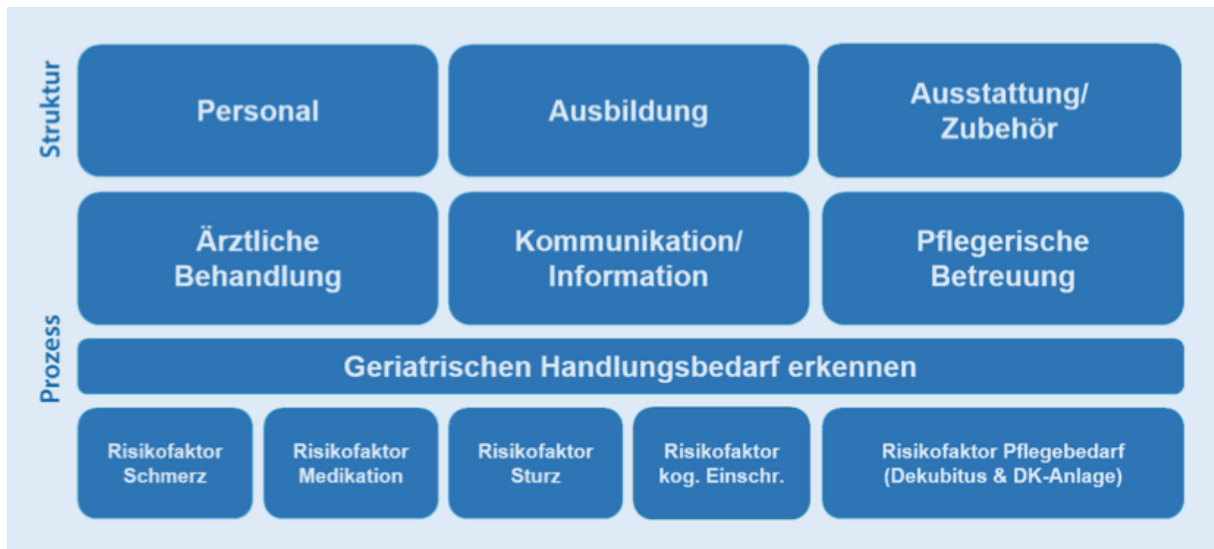 Struktur
Personal
Ausbildung
Ausstattung/
Zubehör
Prozess
Ärztliche
Behandlung
Kommunikation/
Information
Pflegerische
Betreuung
Geriatrischen Handlungsbedarf erkennen
Risikofaktor
Schmerz
Risikofaktor
Medikation
Risikofaktor
Sturz
Risikofaktor
kog. Einschr.
Risikofaktor Pflegebedarf
(Dekubitus & DK-Anlage)